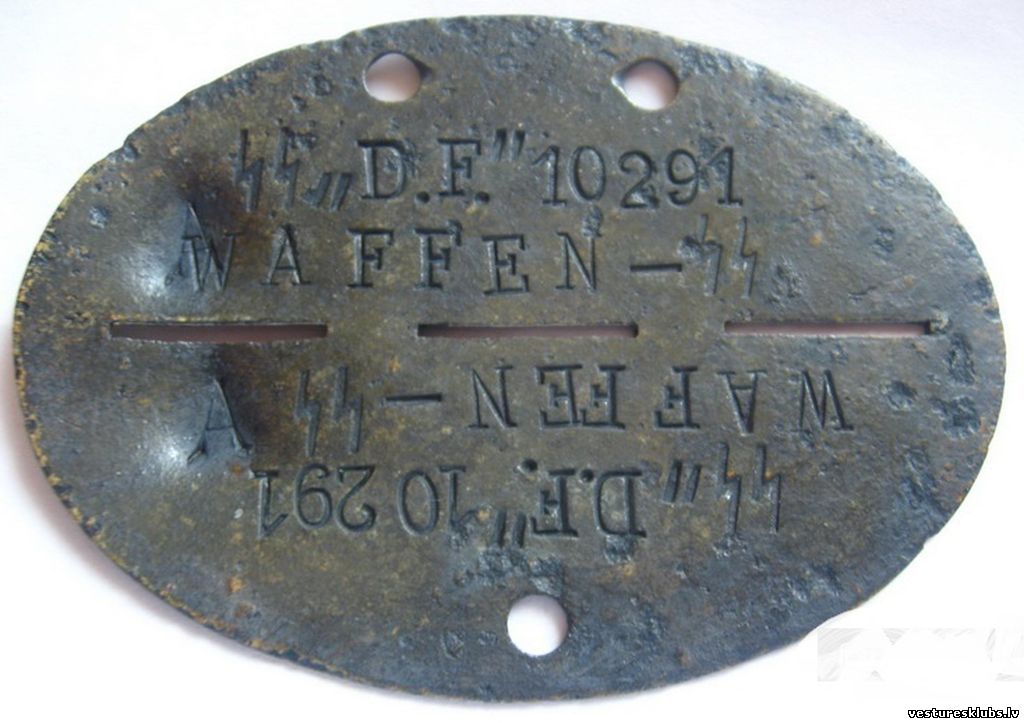 ᛋᛋ „D.F." 10291
A
WAFFEN – ᛋᛋ
WAFFEN – ᛋᛋ A
ᛋᛋ „D.F." 10291
vesturesklubs.lv